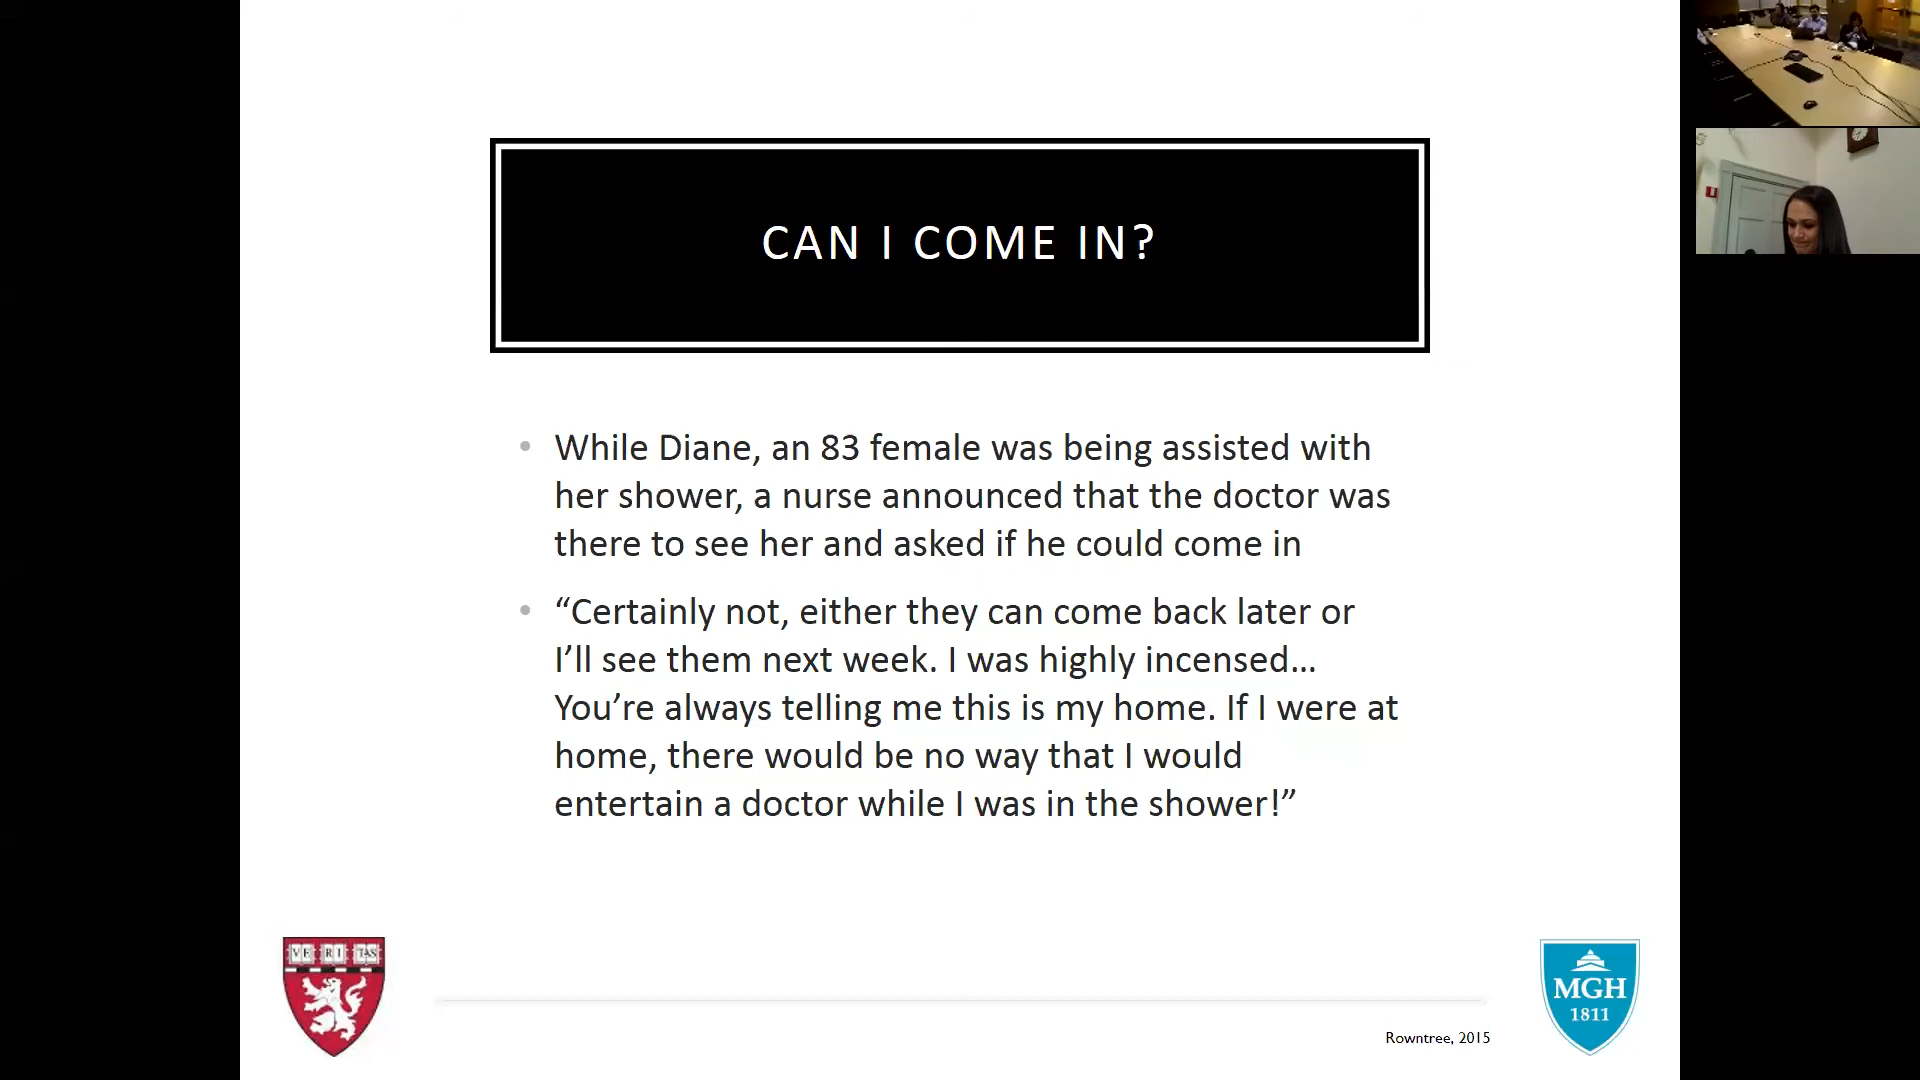 CAN I COME IN?
• While Diane, an 83 female was being assisted with
her shower, a nurse announced that the doctor was
there to see her and asked if he could come in
• “Certainly not, either they can come back later or
I’ll see them next week. I was highly incensed…
You’re always telling me this is my home. If I were at
home, there would be no way that I would
entertain a doctor while I was in the shower!”
VE RI TAS
MGH
1811
Rowntree, 2015